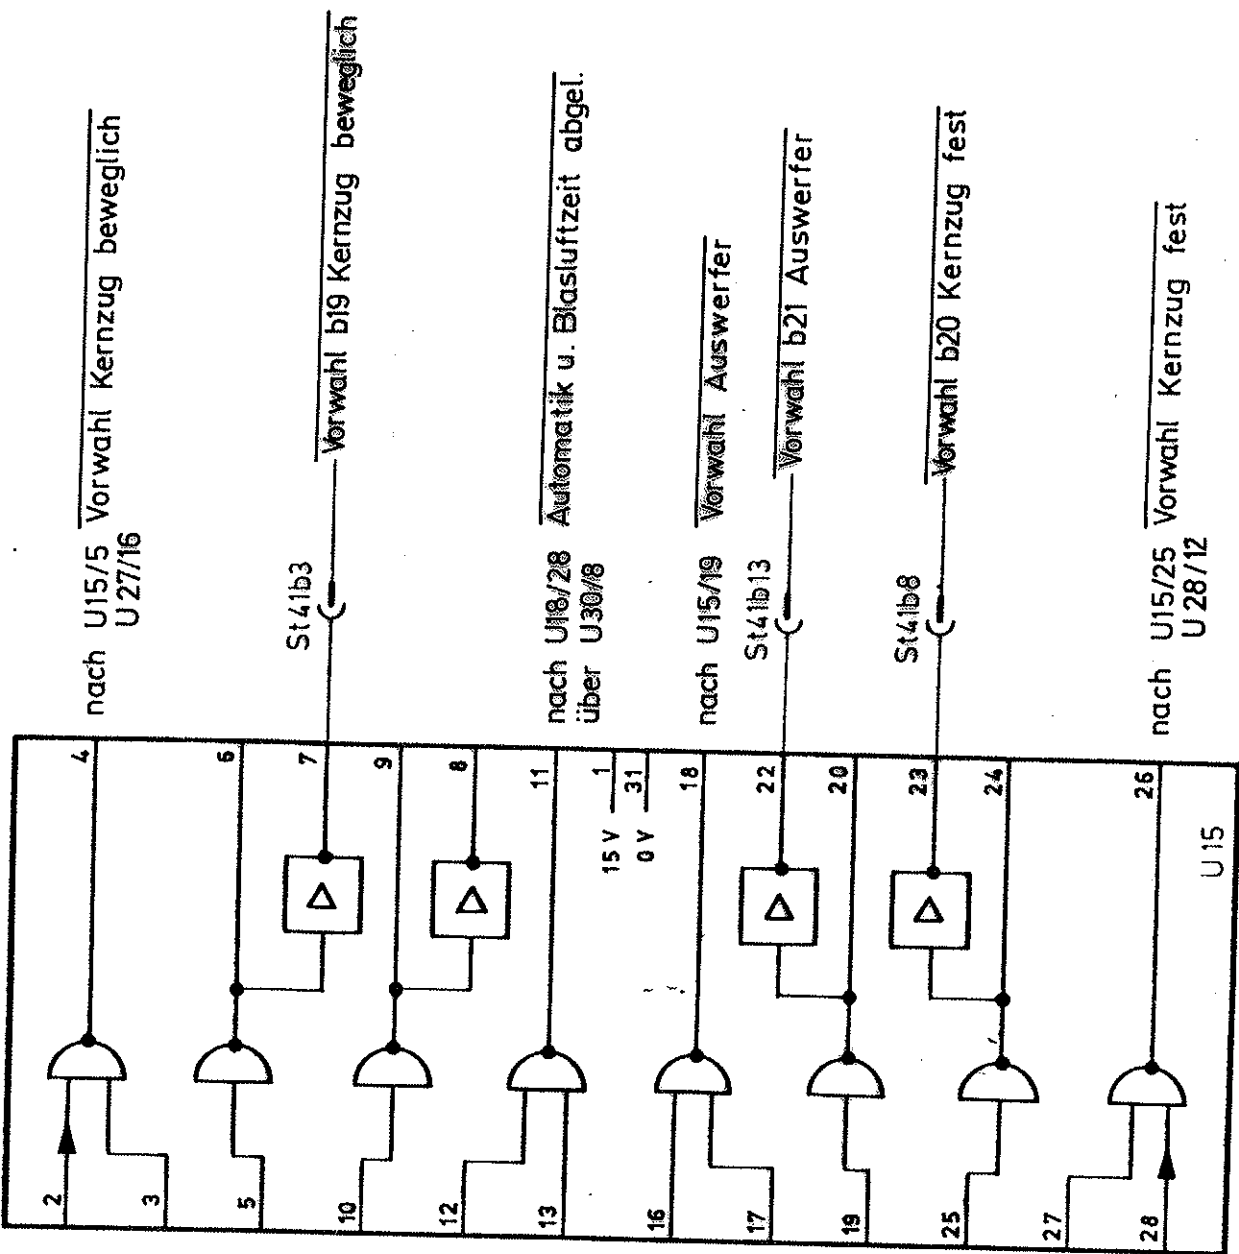 2
3
5
10
12
13
16
17
19
25
27
28
4
6
7
9
8
11
15 V 1
0 V 31
18
22
20
23
24
26
U15
nach U15/5 Vorwahl Kernzug beweglich
U27/16
St41b3
Vorwahl b19 Kernzug beweglich
nach U18/28 Automatik u. Blasluftzeit abgel.
über U30/8
nach U15/19 Vorwahl Auswerfer
St41b13
Vorwahl b21 Auswerfer
St41b8
Vorwahl b20 Kernzug fest
nach U15/25 Vorwahl Kernzug fest
U28/12